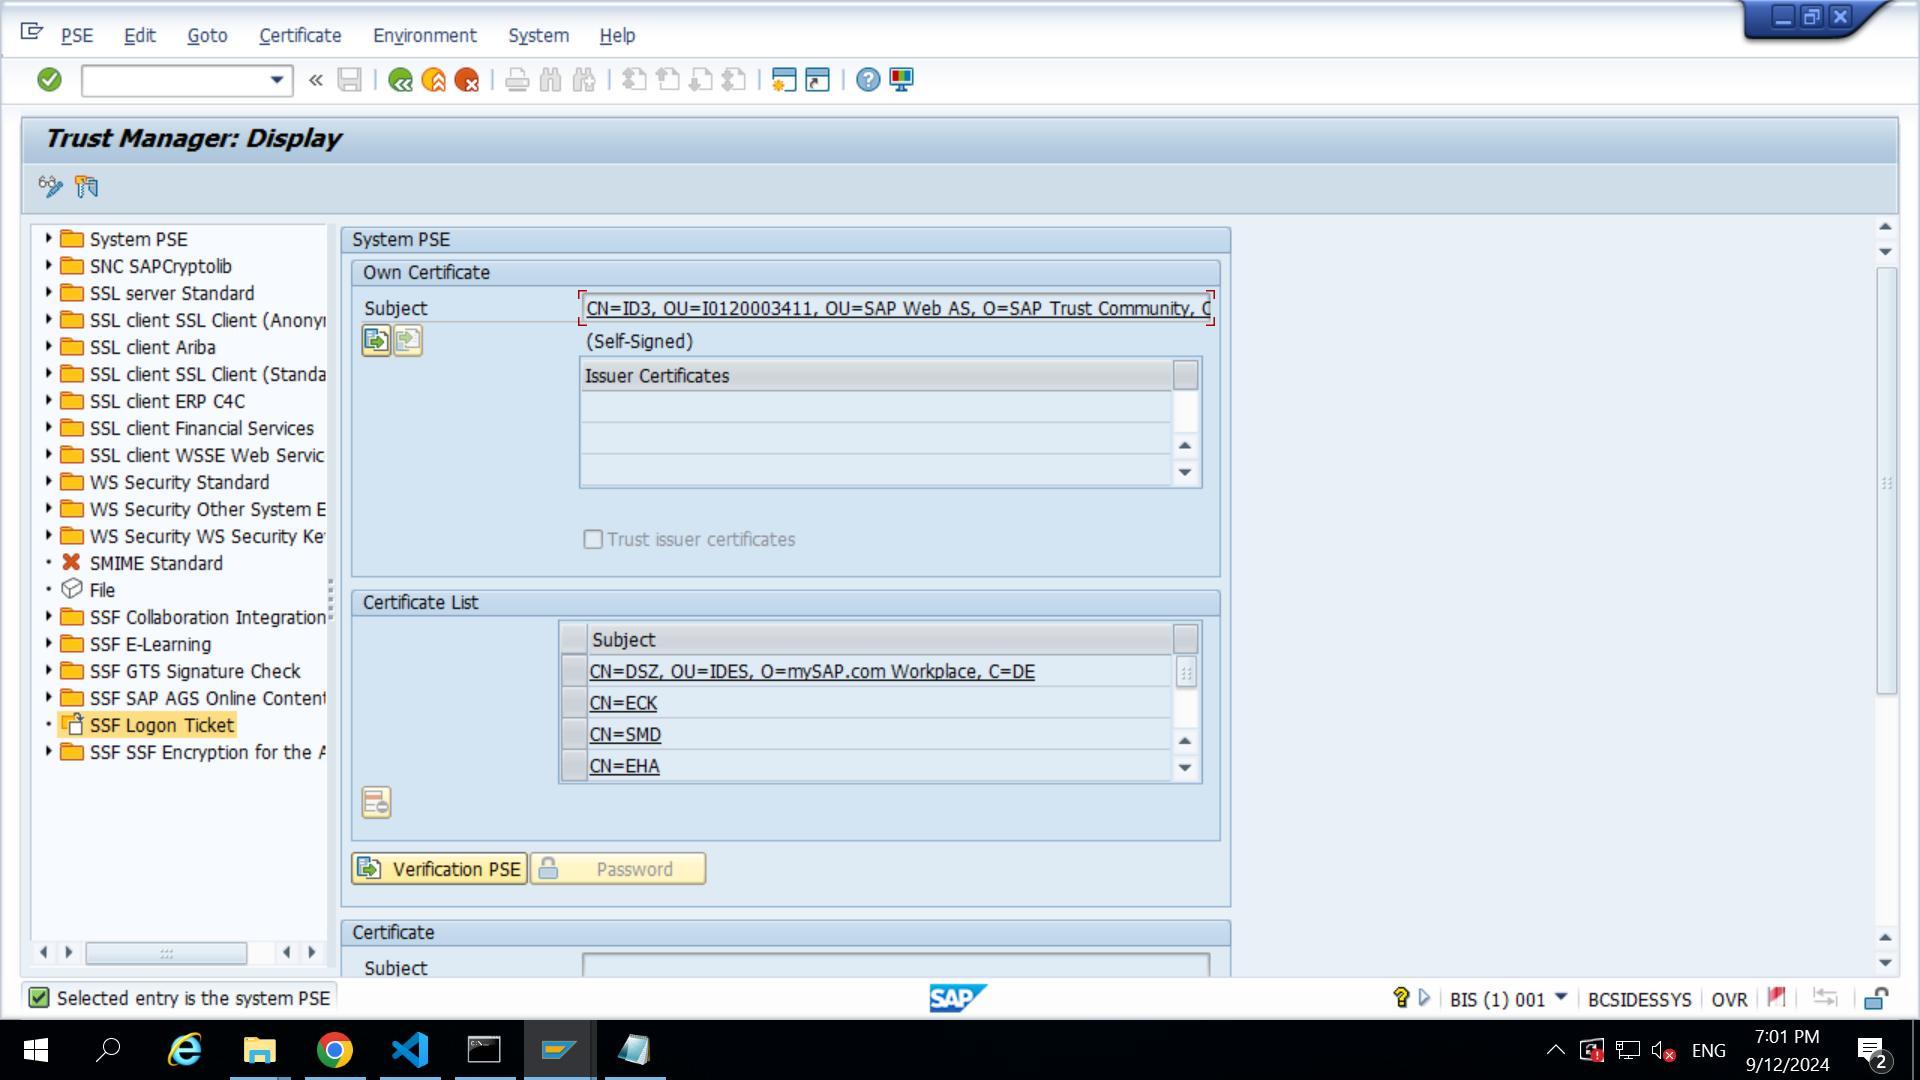 PSE Edit Goto Certificate Environment System Help
Trust Manager: Display
System PSE
SNC SAPCryptolib
SSL server Standard
SSL client SSL Client (Anony
SSL client Ariba
SSL client SSL Client (Standa
SSL client ERP C4C
SSL client Financial Services
SSL client WSSE Web Servic
WS Security Standard
WS Security Other System E
WS Security WS Security Ke
SMIME Standard
File
SSF Collaboration Integration
SSF E-Learning
SSF GTS Signature Check
SSF SAP AGS Online Content
SSF Logon Ticket
SSF SSF Encryption for the A
System PSE
Own Certificate
Subject CN=ID3, OU=I0120003411, OU=SAP Web AS, O=SAP Trust Community, C
(Self-Signed)
Issuer Certificates
Trust issuer certificates
Certificate List
Subject
CN=DSZ, OU=IDES, O=mySAP.com Workplace, C=DE
CN=ECK
CN=SMD
CN=EHA
Verification PSE Password
Certificate
Subject
Selected entry is the system PSE
SAP
BIS (1) 001 BCSIDESSYS OVR
ENG
7:01 PM
9/12/2024
2